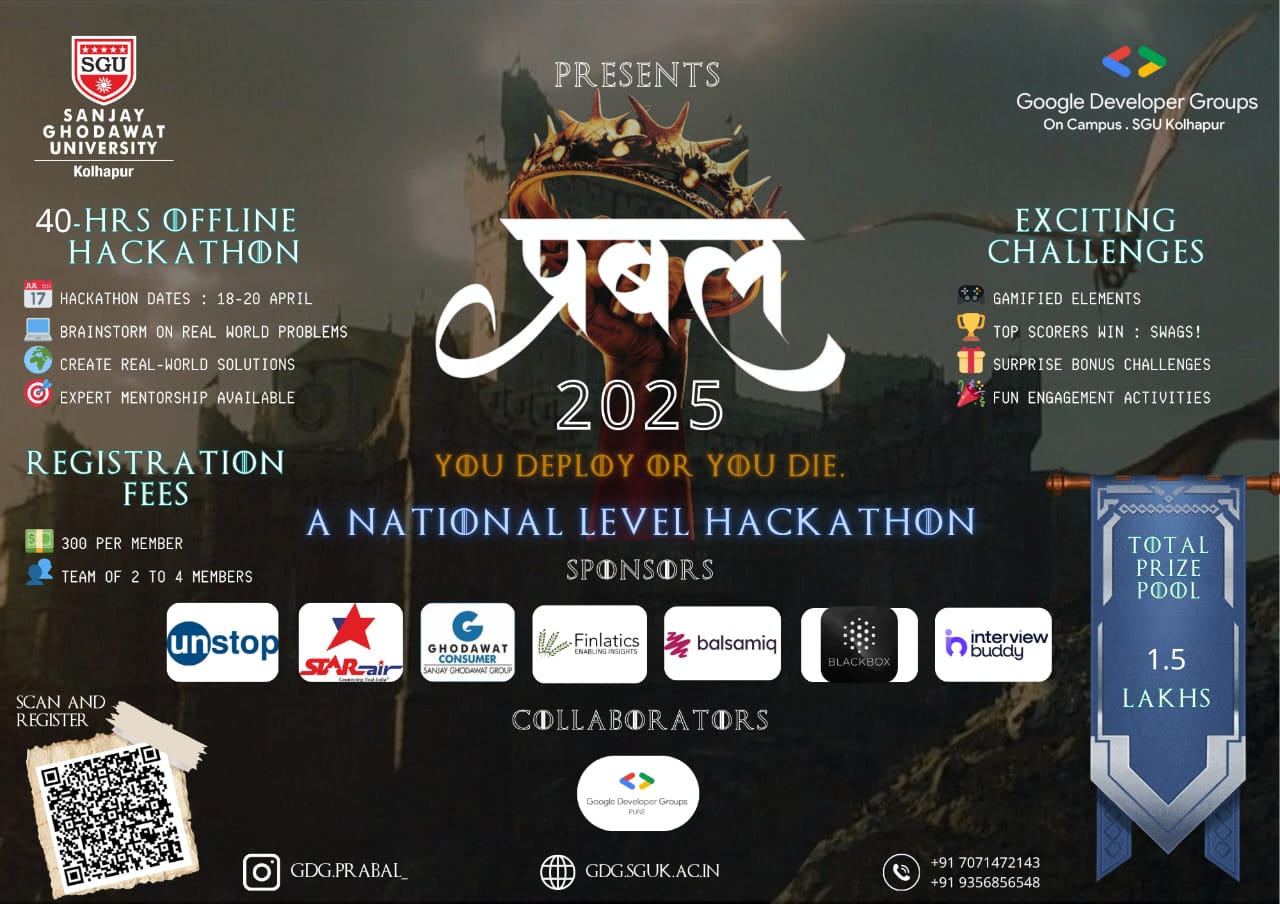 SGU
SANJAY
GHODAWAT
UNIVERSITY
Kolhapur
PRESENTS
Google Developer Groups
On Campus . SGU Kolhapur
40-HRS OFFLINE
HACKATHON
JUL
17
HACKATHON DATES : 18-20 APRIL
BRAINSTORM ON REAL WORLD PROBLEMS
CREATE REAL-WORLD SOLUTIONS
EXPERT MENTORSHIP AVAILABLE
प्रबल
2025
YOU DEPLOY OR YOU DIE.
A NATIONAL LEVEL HACKATHON
EXCITING
CHALLENGES
GAMIFIED ELEMENTS
TOP SCORERS WIN : SWAGS!
SURPRISE BONUS CHALLENGES
FUN ENGAGEMENT ACTIVITIES
REGISTRATION
FEES
300 PER MEMBER
TEAM OF 2 TO 4 MEMBERS
TOTAL
PRIZE
POOL
1.5
LAKHS
SPONSORS
unstop
STAR air
Connecting Real India
G
GHODAWAT
CONSUMER
SANJAY GHODAWAT GROUP
Finlatics
ENABLING INSIGHTS
balsamiq
BLACKBOX
interview
buddy
SCAN AND
REGISTER
COLLABORATORS
Google Developer Groups
PUNE
GDG.PRABAL_
GDG.SGUK.AC.IN
+91 7071472143
+91 9356856548